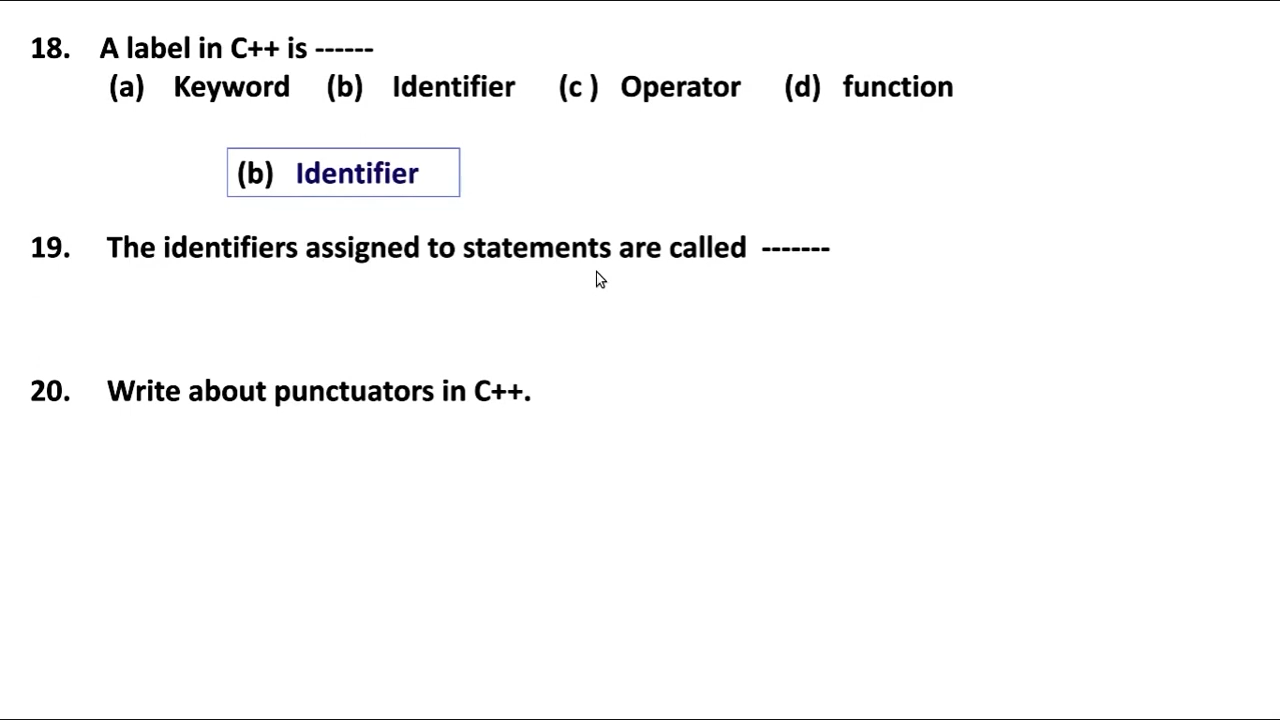 18. A label in C++ is ------
(a) Keyword (b) Identifier (c ) Operator (d) function
(b) Identifier
19. The identifiers assigned to statements are called -------
20. Write about punctuators in C++.